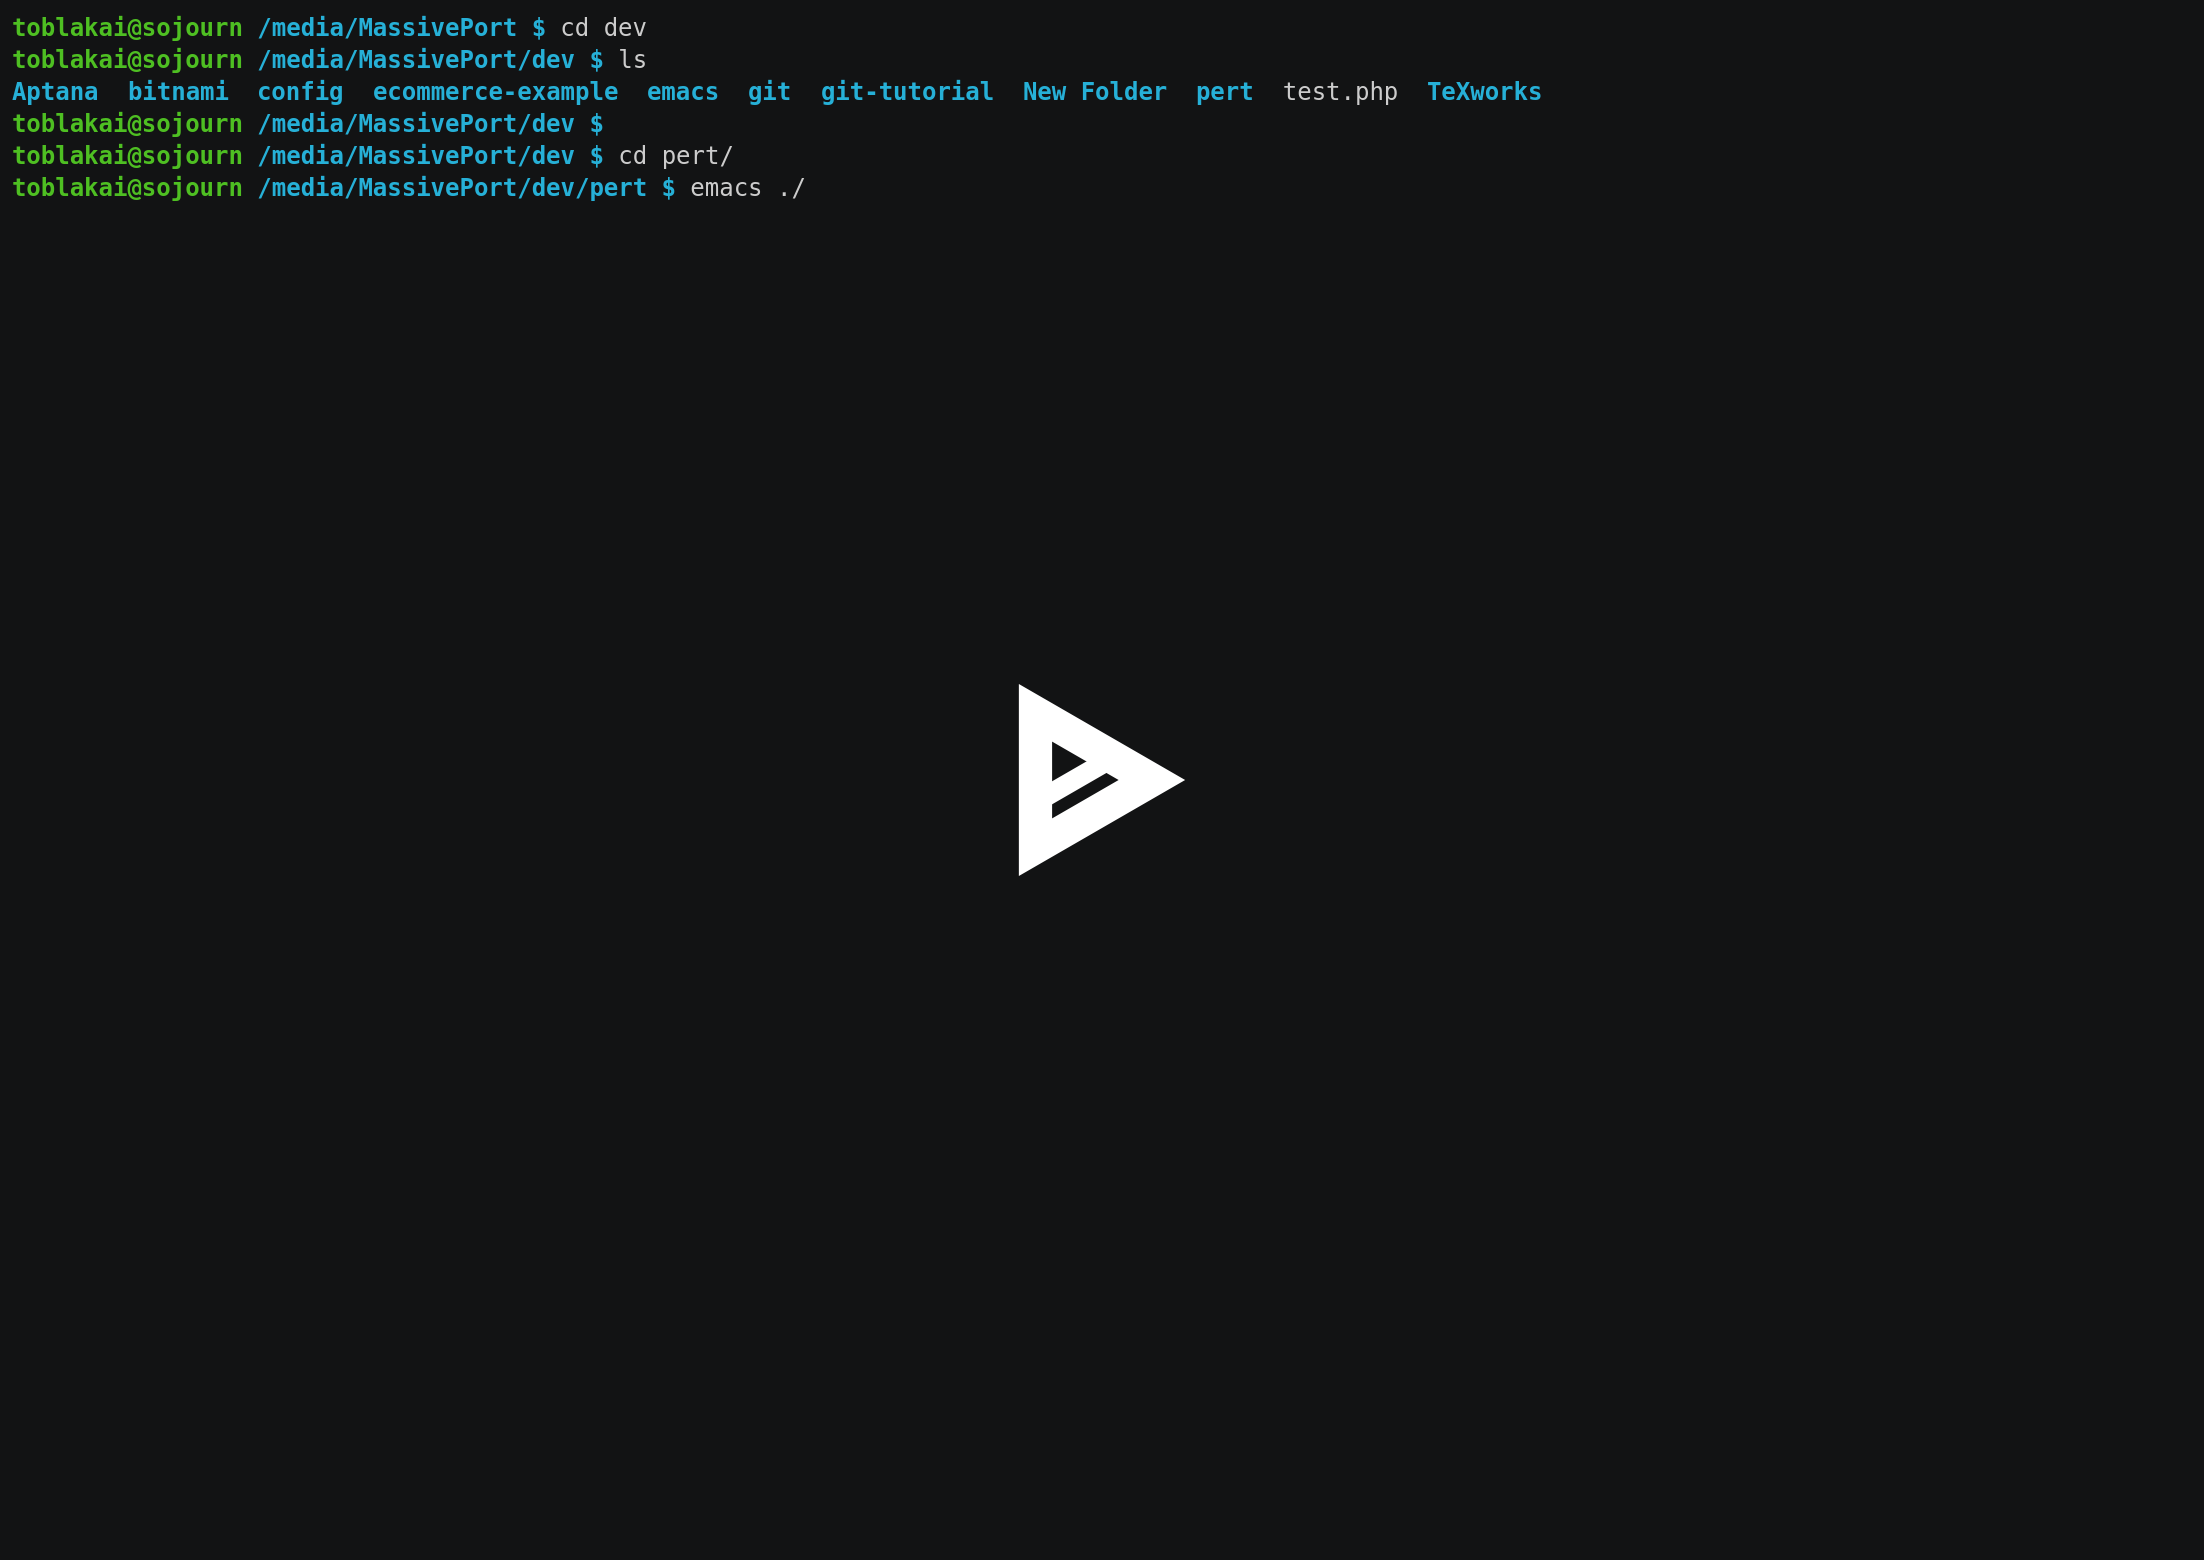 toblakai@sojourn /media/MassivePort $ cd dev
toblakai@sojourn /media/MassivePort/dev $ ls
Aptana  bitnami  config  ecommerce-example  emacs  git  git-tutorial  New Folder  pert  test.php  TeXworks
toblakai@sojourn /media/MassivePort/dev $
toblakai@sojourn /media/MassivePort/dev $ cd pert/
toblakai@sojourn /media/MassivePort/dev/pert $ emacs ./